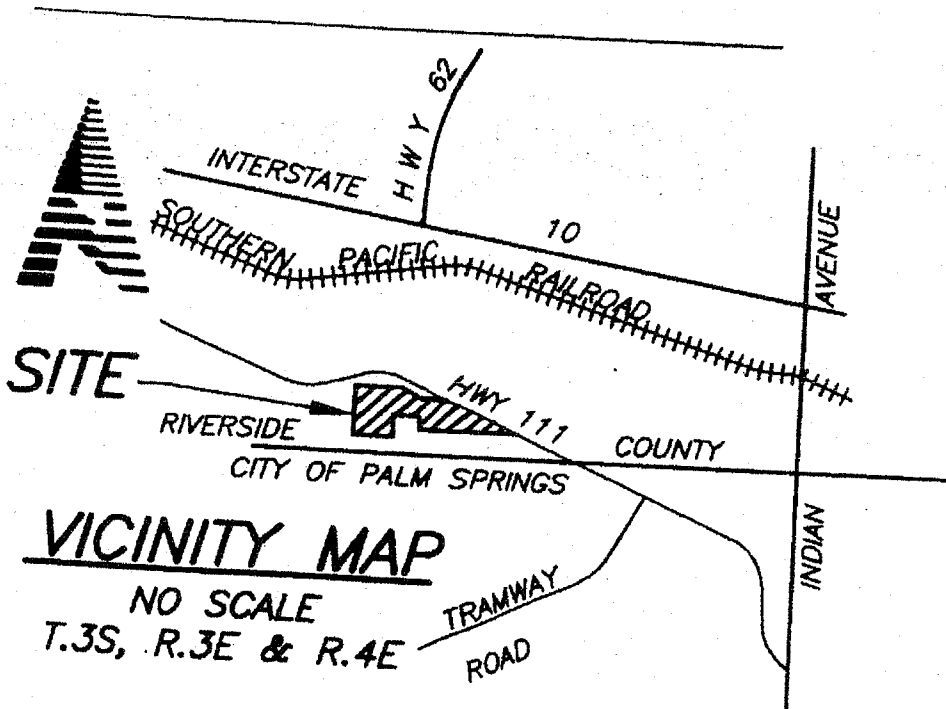 HWY 62
INTERSTATE 10
SOUTHERN PACIFIC RAILROAD
AVENUE
SITE
HWY 111
RIVERSIDE COUNTY
CITY OF PALM SPRINGS
INDIAN
VICINITY MAP
NO SCALE
T.3S, R.3E & R.4E
TRAMWAY
ROAD